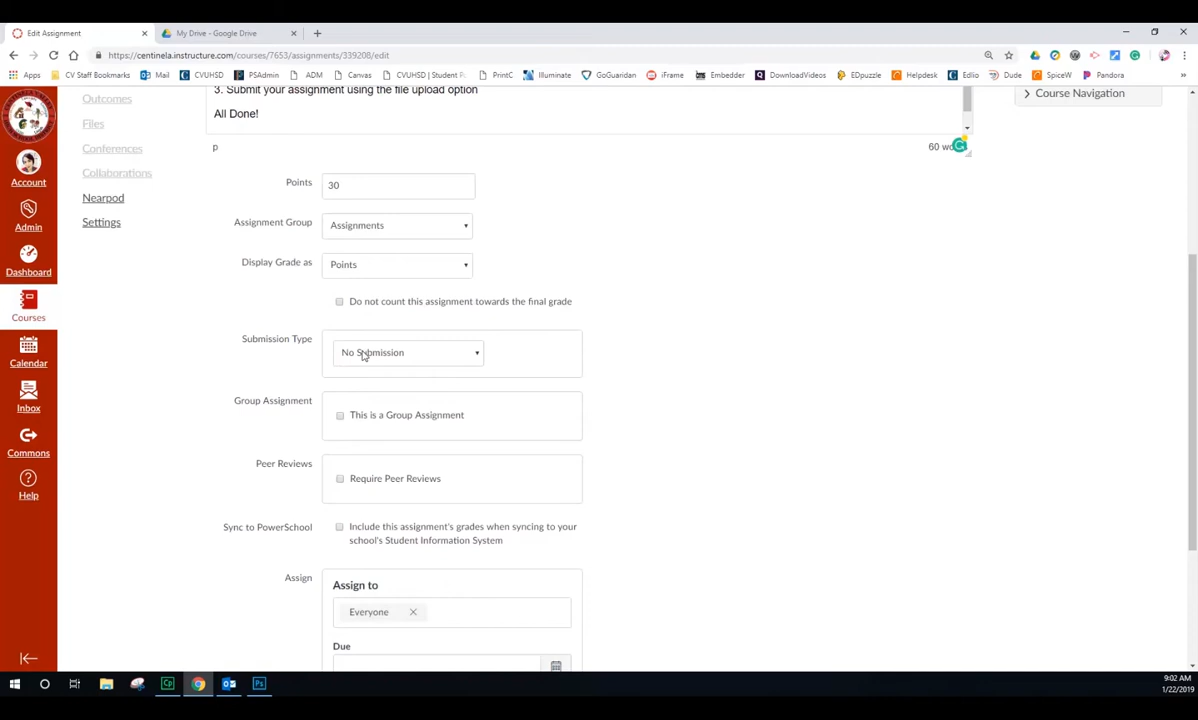 Edit Assignment
My Drive - Google Drive
https://centinela.instructure.com/courses/7653/assignments/339208/edit
Apps
CV Staff Bookmarks
Mail
CVUHSD
PSAdmin
ADM
Canvas
CVUHSD | Student P
PrintC
Illuminate
GoGuardian
iFrame
Embedder
DownloadVideos
EDpuzzle
Helpdesk
Edlio
Dude
SpiceW
Pandora
Outcomes
Files
Conferences
Collaborations
Nearpod
Settings
Account
Admin
Dashboard
Courses
Calendar
Inbox
Commons
Help
3. Submit your assignment using the file upload option
All Done!
p
60 wo
Course Navigation
Points
30
Assignment Group
Assignments
Display Grade as
Points
Do not count this assignment towards the final grade
Submission Type
No Submission
Group Assignment
This is a Group Assignment
Peer Reviews
Require Peer Reviews
Sync to PowerSchool
Include this assignment's grades when syncing to your
school's Student Information System
Assign
Assign to
Everyone
Due
9:02 AM
1/22/2019